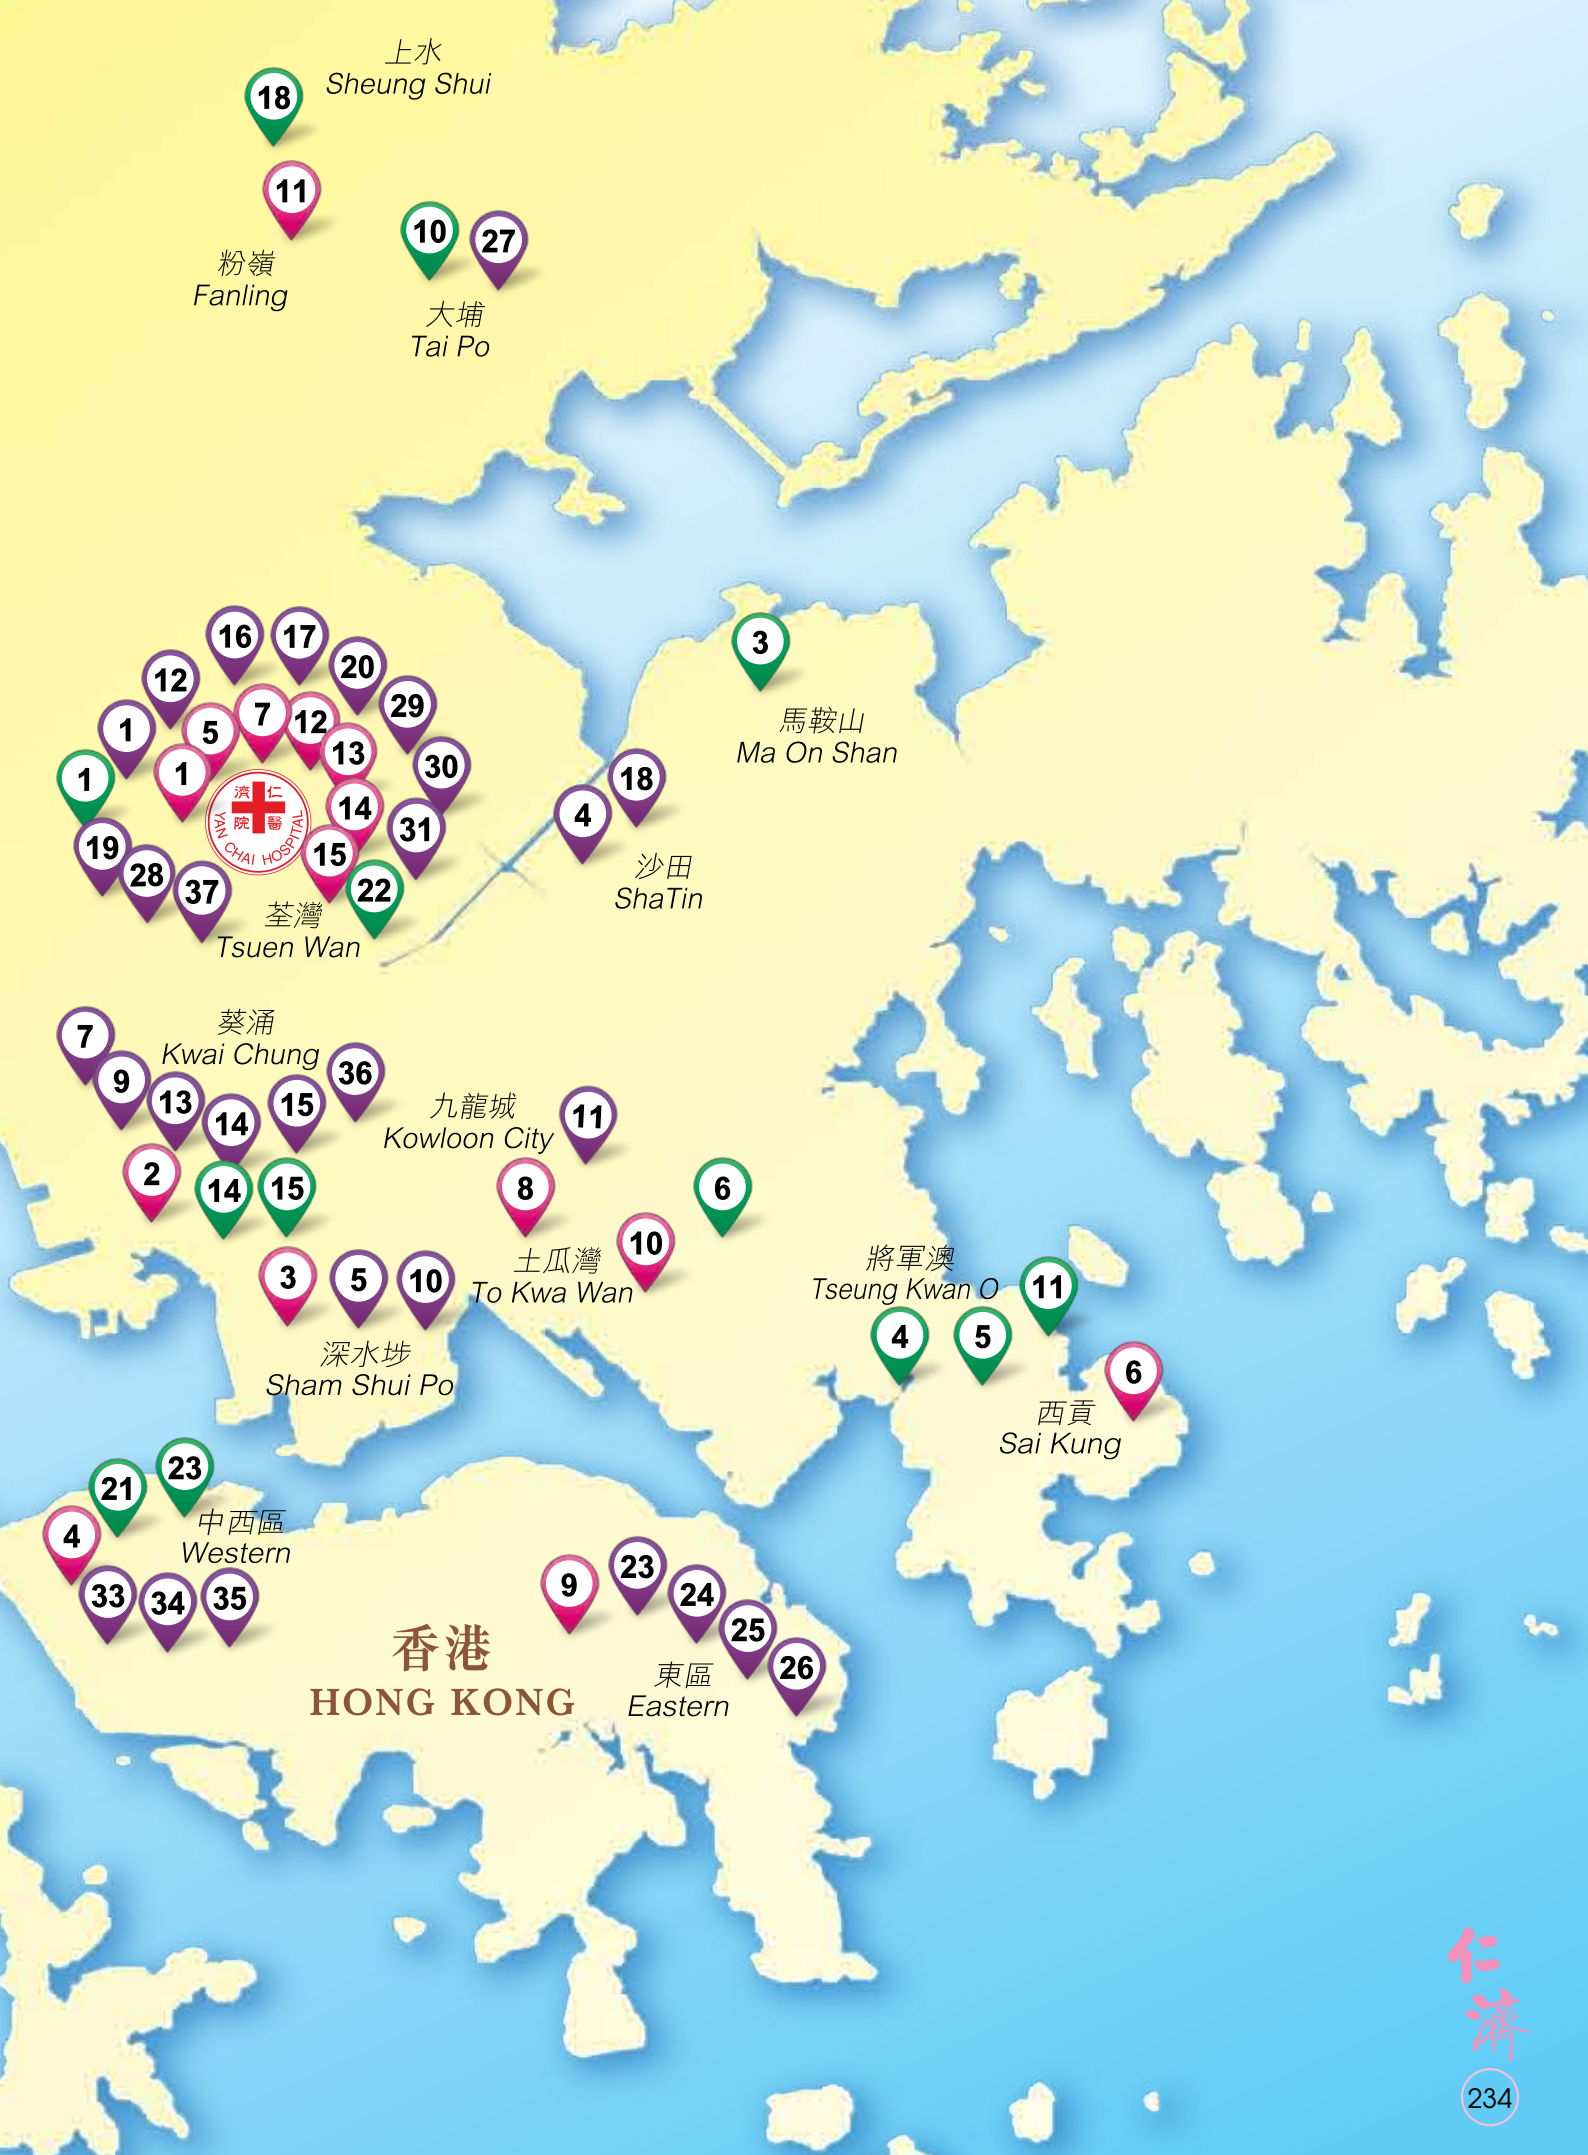 上水
Sheung Shui
18
11
粉嶺
Fanling
10
27
大埔
Tai Po
16
17
20
12
29
1
5
7
12
13
30
1
1
14
31
19
15
28
37
22
濟仁
院醫
YAN CHAI HOSPITAL
荃灣
Tsuen Wan
3
馬鞍山
Ma On Shan
18
4
沙田
ShaTin
7
葵涌
Kwai Chung
9
13
14
15
36
2
14
15
九龍城
Kowloon City
11
8
6
10
土瓜灣
To Kwa Wan
3
5
10
深水埗
Sham Shui Po
將軍澳
Tseung Kwan O
11
4
5
6
西貢
Sai Kung
23
21
4
中西區
Western
33
34
35
香港
HONG KONG
9
23
24
25
26
東區
Eastern
仁
濟
234